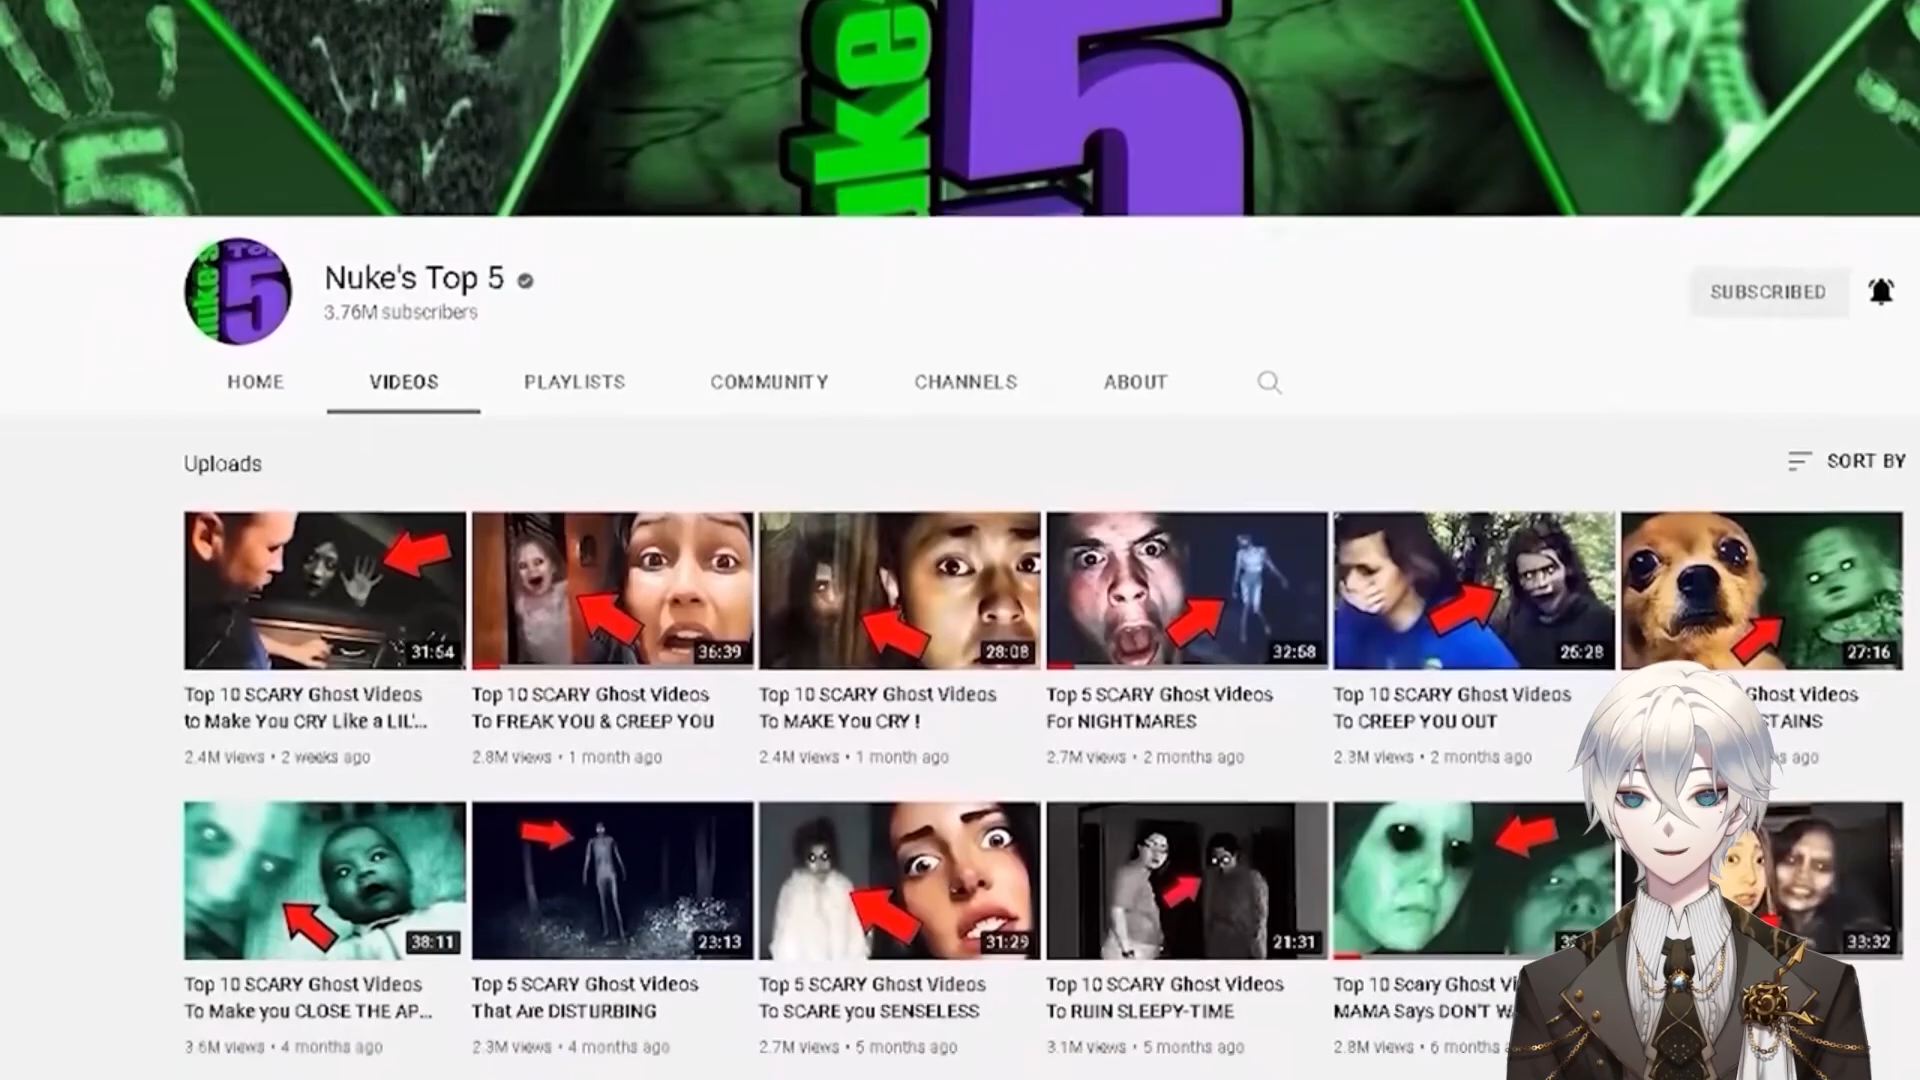 uke
5
5
Nuke's TOP 5
Nuke's Top 5
3.76M subscribers
SUBSCRIBED
HOME VIDEOS PLAYLISTS COMMUNITY CHANNELS ABOUT
Uploads
SORT BY
31:54 36:39 28:08 32:58 26:28 27:16
Top 10 SCARY Ghost Videos
to Make You CRY Like a LIL'...
2.4M views • 2 weeks ago
Top 10 SCARY Ghost Videos
To FREAK YOU & CREEP YOU
2.8M views • 1 month ago
Top 10 SCARY Ghost Videos
To MAKE You CRY !
2.4M views • 1 month ago
Top 5 SCARY Ghost Videos
For NIGHTMARES
2.7M views • 2 months ago
Top 10 SCARY Ghost Videos
To CREEP YOU OUT
2.3M views • 2 months ago
Ghost Videos
STAINS
ago
38:11 23:13 31:29 21:31 33:32
Top 10 SCARY Ghost Videos
To Make you CLOSE THE AP...
3.6M views • 4 months ago
Top 5 SCARY Ghost Videos
That Are DISTURBING
2.3M views • 4 months ago
Top 5 SCARY Ghost Videos
To SCARE you SENSELESS
2.7M views • 5 months ago
Top 10 SCARY Ghost Videos
To RUIN SLEEPY-TIME
3.1M views • 5 months ago
Top 10 Scary Ghost Vi
MAMA Says DON'T W
2.8M views • 6 months